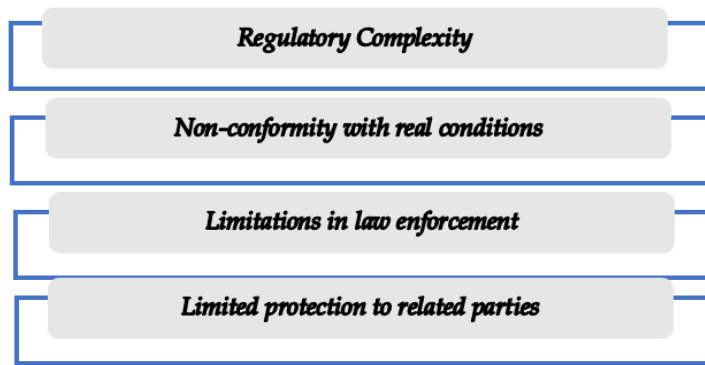 Regulatory Complexity
Non-conformity with real conditions
Limitations in law enforcement
Limited protection to related parties